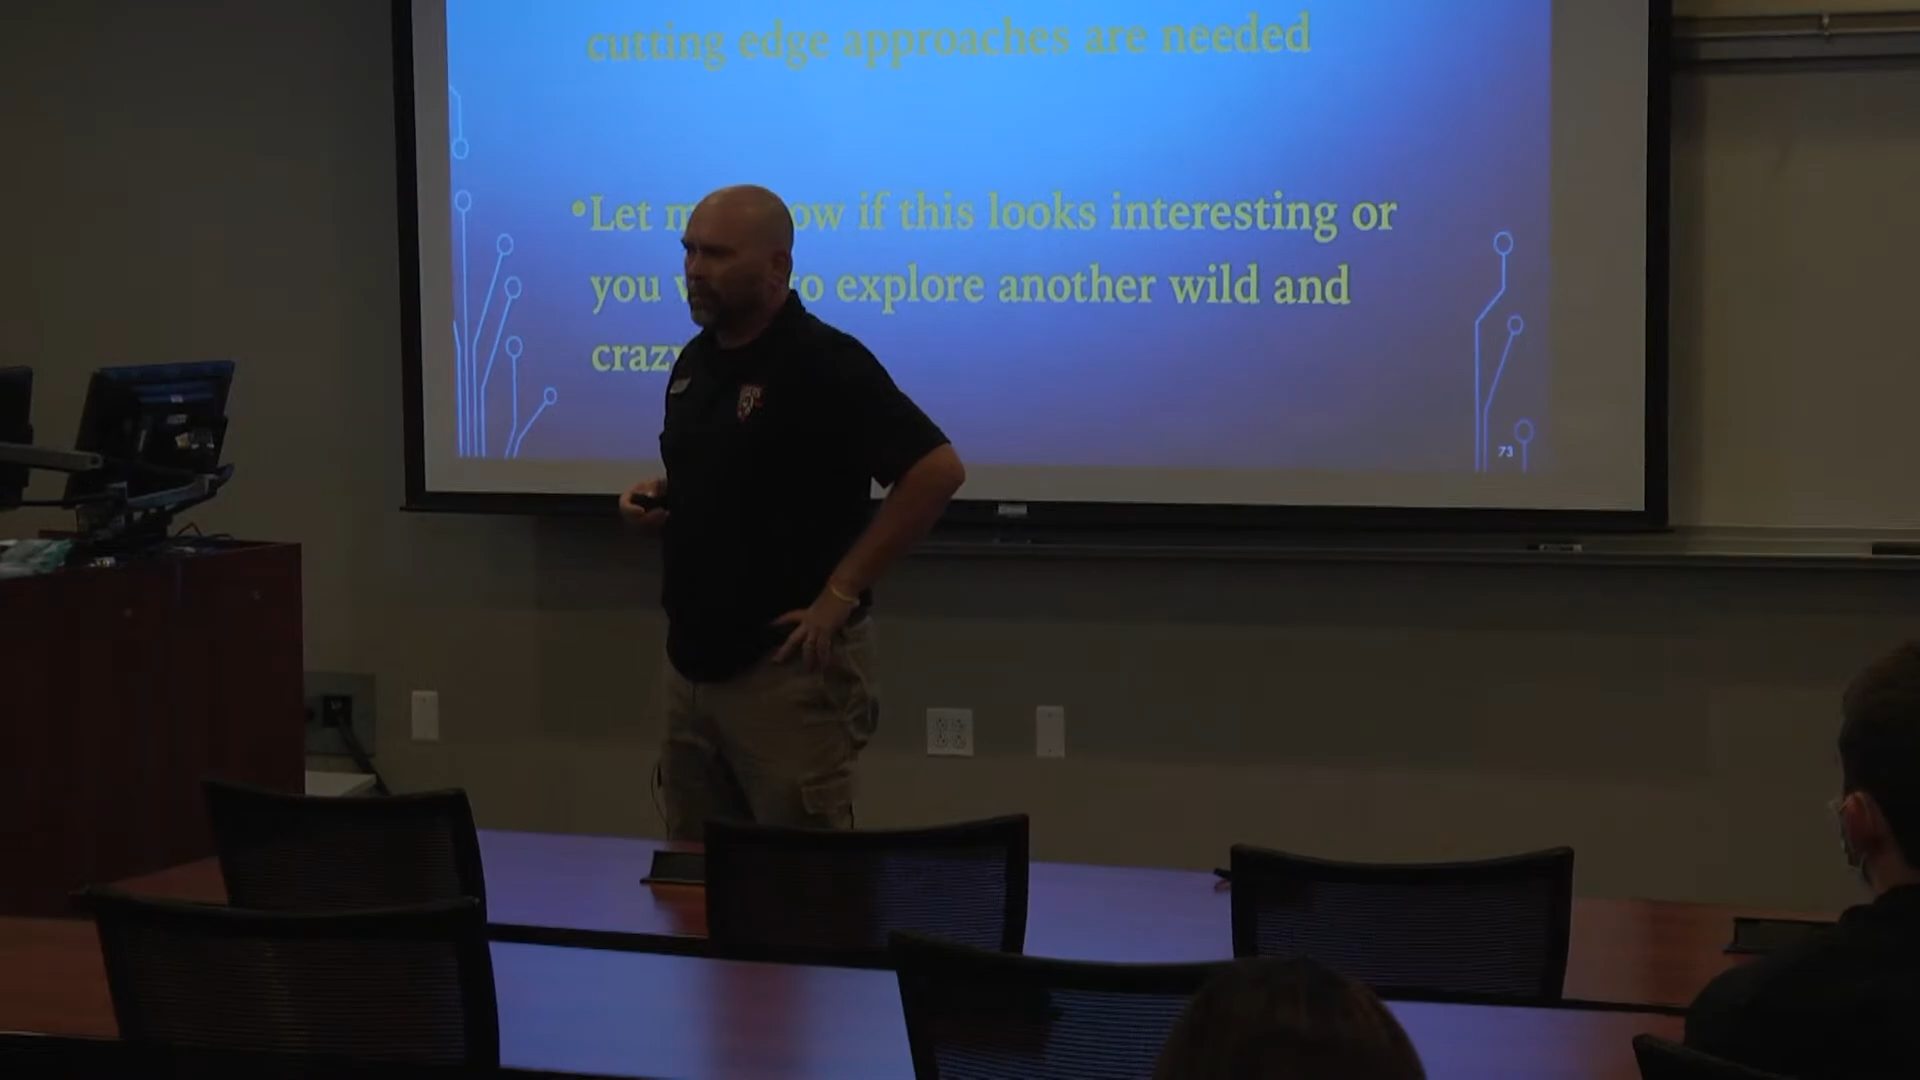 cutting edge approaches are needed
•Let ow if this looks interesting or
you to explore another wild and
crazy
73